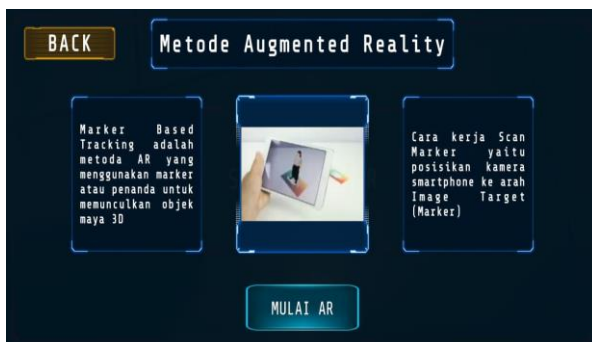 BACK
Metode Augmented Reality
Marker Based
Tracking adalah
metoda AR yang
menggunakan marker
atau penanda untuk
memunculkan objek
maya 3D
Cara kerja Scan
Marker yaitu
posisikan kamera
smartphone ke arah
Image Target
(Marker)
MULAI AR